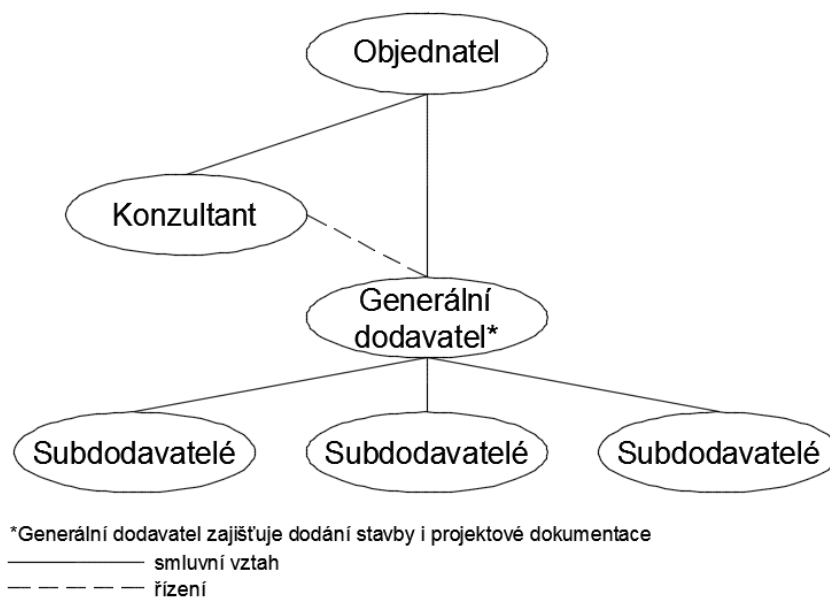 Objednatel
Konzultant
Generální
dodavatel*
Subdodavatelé
Subdodavatelé
Subdodavatelé
*Generální dodavatel zajišťuje dodání stavby i projektové dokumentace
smluvní vztah
řízení